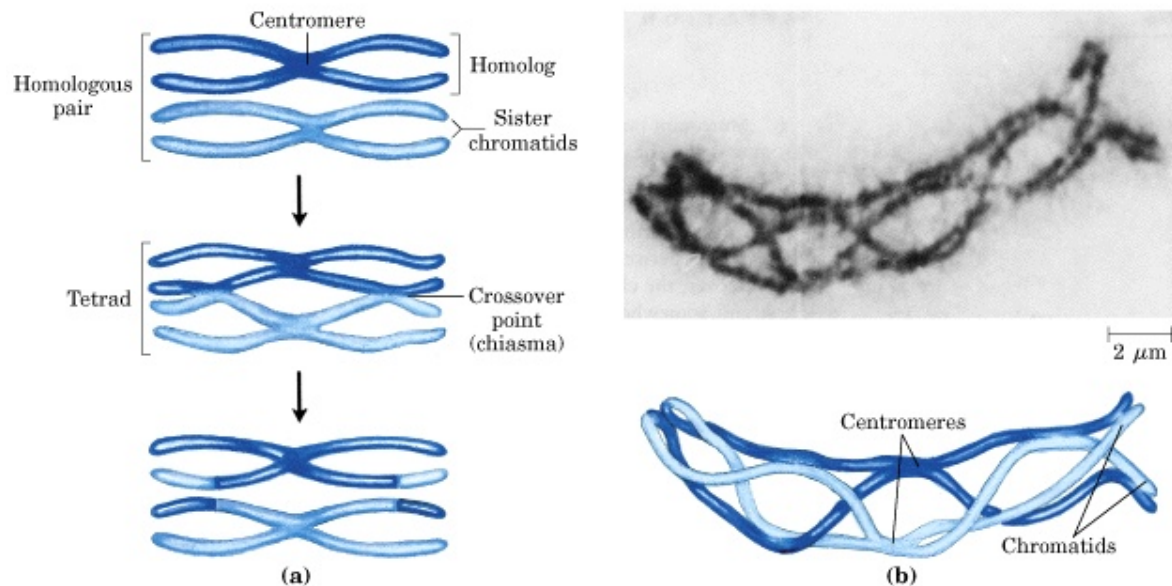 Centromere
Homologous
pair
Homolog
Sister
chromatids
Tetrad
Crossover
point
(chiasma)
(a)
2 μm
Centromeres
Chromatids
(b)